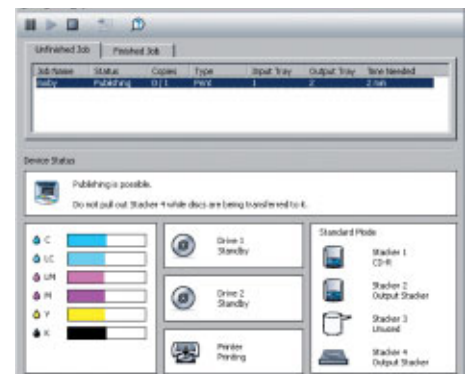 Unfinished Job Finished Job
Job Name Status Copies Type Input Tray Output Tray Time Needed
Publishing 0/1 Print 1 2 2 min
Device Status
Publishing is possible.
Do not pull out Stacker 4 while discs are being transferred to it.
C
LC
LM
M
Y
K
Drive 1
Standby
Drive 2
Standby
Printer
Printing
Standard Mode
Stacker 1
CD-R
Stacker 2
Output Stacker
Stacker 3
Unused
Stacker 4
Output Stacker